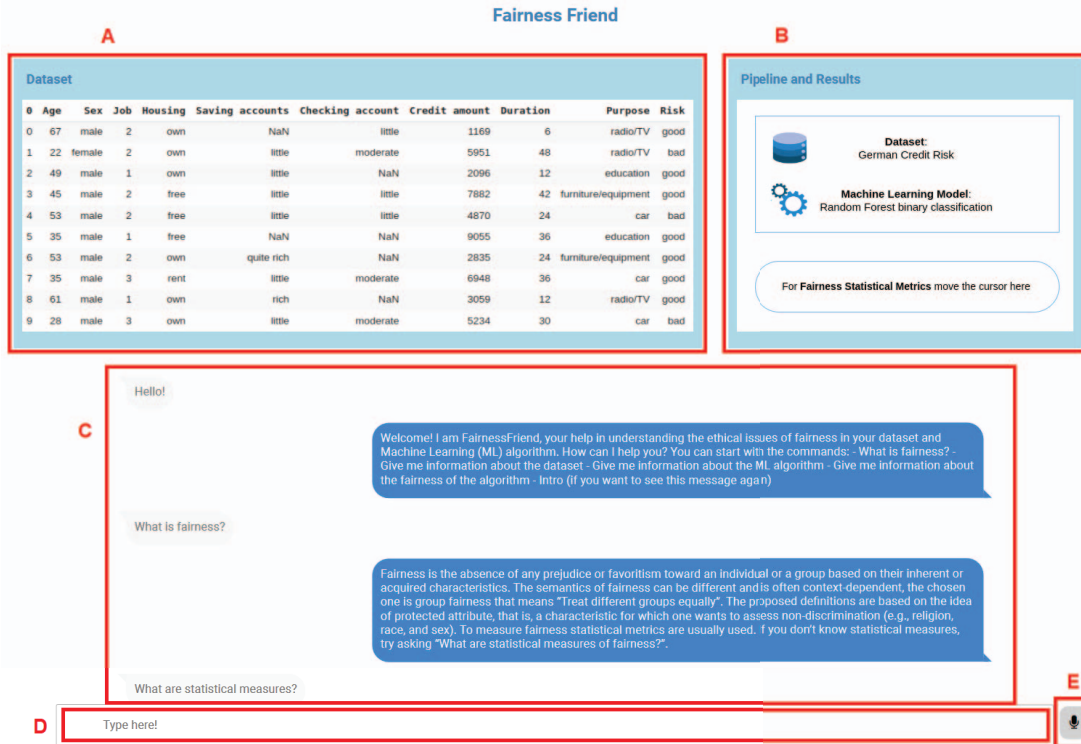 Fairness Friend
A
B
Dataset
0 Age Sex Job Housing Saving accounts Checking account Credit amount Duration Purpose Risk
0 67 male 2 own NaN little 1169 6 radio/TV good
1 22 female 2 own little moderate 5951 48 radio/TV bad
2 49 male 1 own little NaN 2096 12 education good
3 45 male 2 free little little 7882 42 furniture/equipment good
4 53 male 2 free little little 4870 24 car bad
5 35 male 1 free NaN NaN 9055 36 education good
6 53 male 2 own quite rich NaN 2835 24 furniture/equipment good
7 35 male 3 rent little moderate 6948 36 car good
8 61 male 1 own rich NaN 3059 12 radio/TV good
9 28 male 3 own little moderate 5234 30 car bad
Pipeline and Results
Dataset:
German Credit Risk
Machine Learning Model:
Random Forest binary classification
For Fairness Statistical Metrics move the cursor here
C
Hello!
Welcome! I am FairnessFriend, your help in understanding the ethical issues of fairness in your dataset and
Machine Learning (ML) algorithm. How can I help you? You can start with the commands: - What is fairness? -
Give me information about the dataset - Give me information about the ML algorithm - Give me information about
the fairness of the algorithm - Intro (if you want to see this message again)
What is fairness?
Fairness is the absence of any prejudice or favoritism toward an individual or a group based on their inherent or
acquired characteristics. The semantics of fairness can be different and is often context-dependent, the chosen
one is group fairness that means "Treat different groups equally". The proposed definitions are based on the idea
of protected attribute, that is, a characteristic for which one wants to assess non-discrimination (e.g., religion,
race, and sex). To measure fairness statistical metrics are usually used. If you don't know statistical measures,
try asking "What are statistical measures of fairness?".
What are statistical measures?
D
Type here!
E